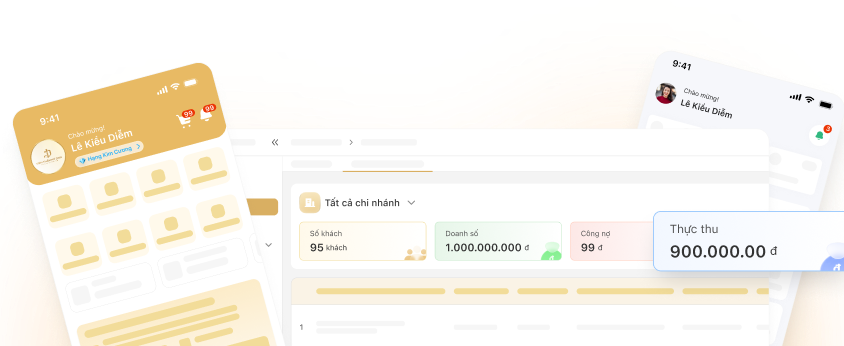 9:41
Chào mừng!
Lê Kiều Diễm
Hạng Kim Cương
99
99
Tất cả chi nhánh
Số khách
95 khách
Doanh số
1.000.000.000 đ
Công nợ
99 đ
1
9:41
Chào mừng!
Lê Kiều Diễm
3
Thực thu
900.000.00 đ